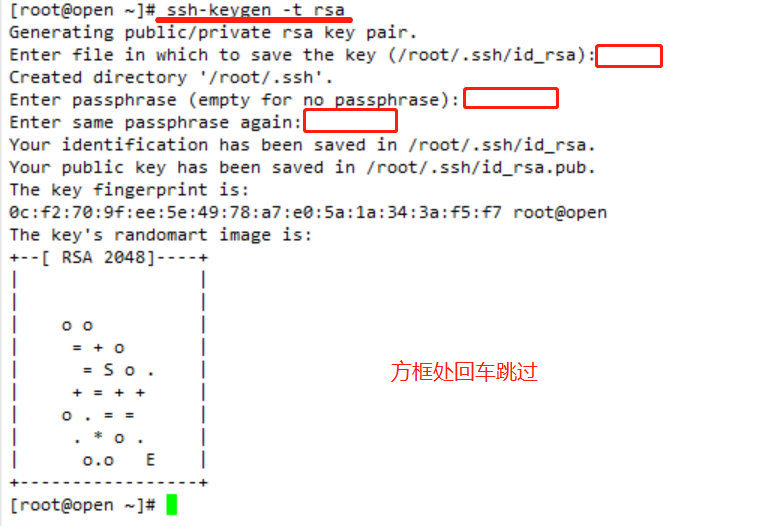 [root@open ~]# ssh-keygen -t rsa
Generating public/private rsa key pair.
Enter file in which to save the key (/root/.ssh/id_rsa):
Created directory '/root/.ssh'.
Enter passphrase (empty for no passphrase):
Enter same passphrase again:
Your identification has been saved in /root/.ssh/id_rsa.
Your public key has been saved in /root/.ssh/id_rsa.pub.
The key fingerprint is:
0c:f2:70:9f:ee:5e:49:78:a7:e0:5a:1a:34:3a:f5:f7 root@open
The key's randomart image is:
+--[ RSA 2048]----+
|                 |
|                 |
|    o o          |
|     = + o       |
|      = S o .    |
|     + = + +     |
|    o . = =      |
|     . * o .     |
|      o.o   E    |
+-----------------+
方框处回车跳过
[root@open ~]#